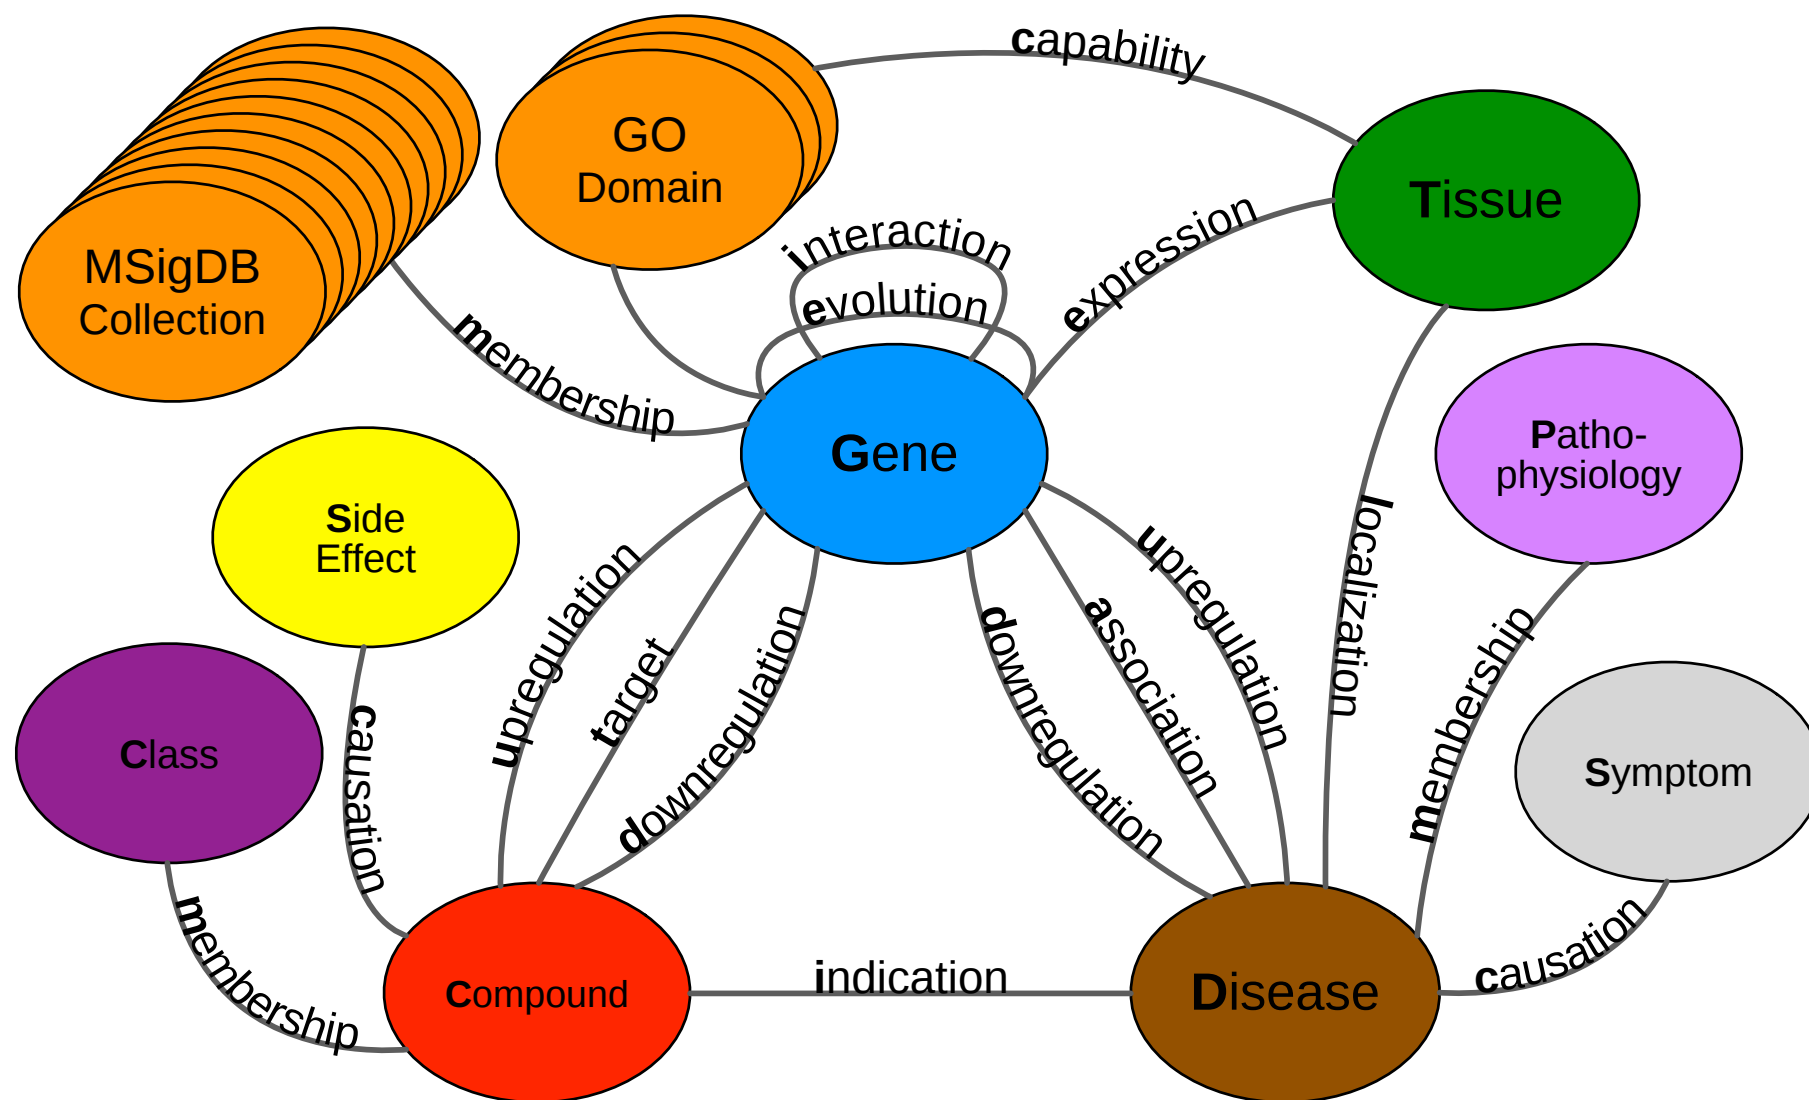 capability
GO
Domain
Tissue
interaction
expression
MSigDB
Collection
evolution
membership
Gene
Patho-
physiology
Side
Effect
localization
upregulation
target
downregulation
downregulation
association
upregulation
membership
Class
causation
Symptom
membership
Compound
indication
Disease
causation